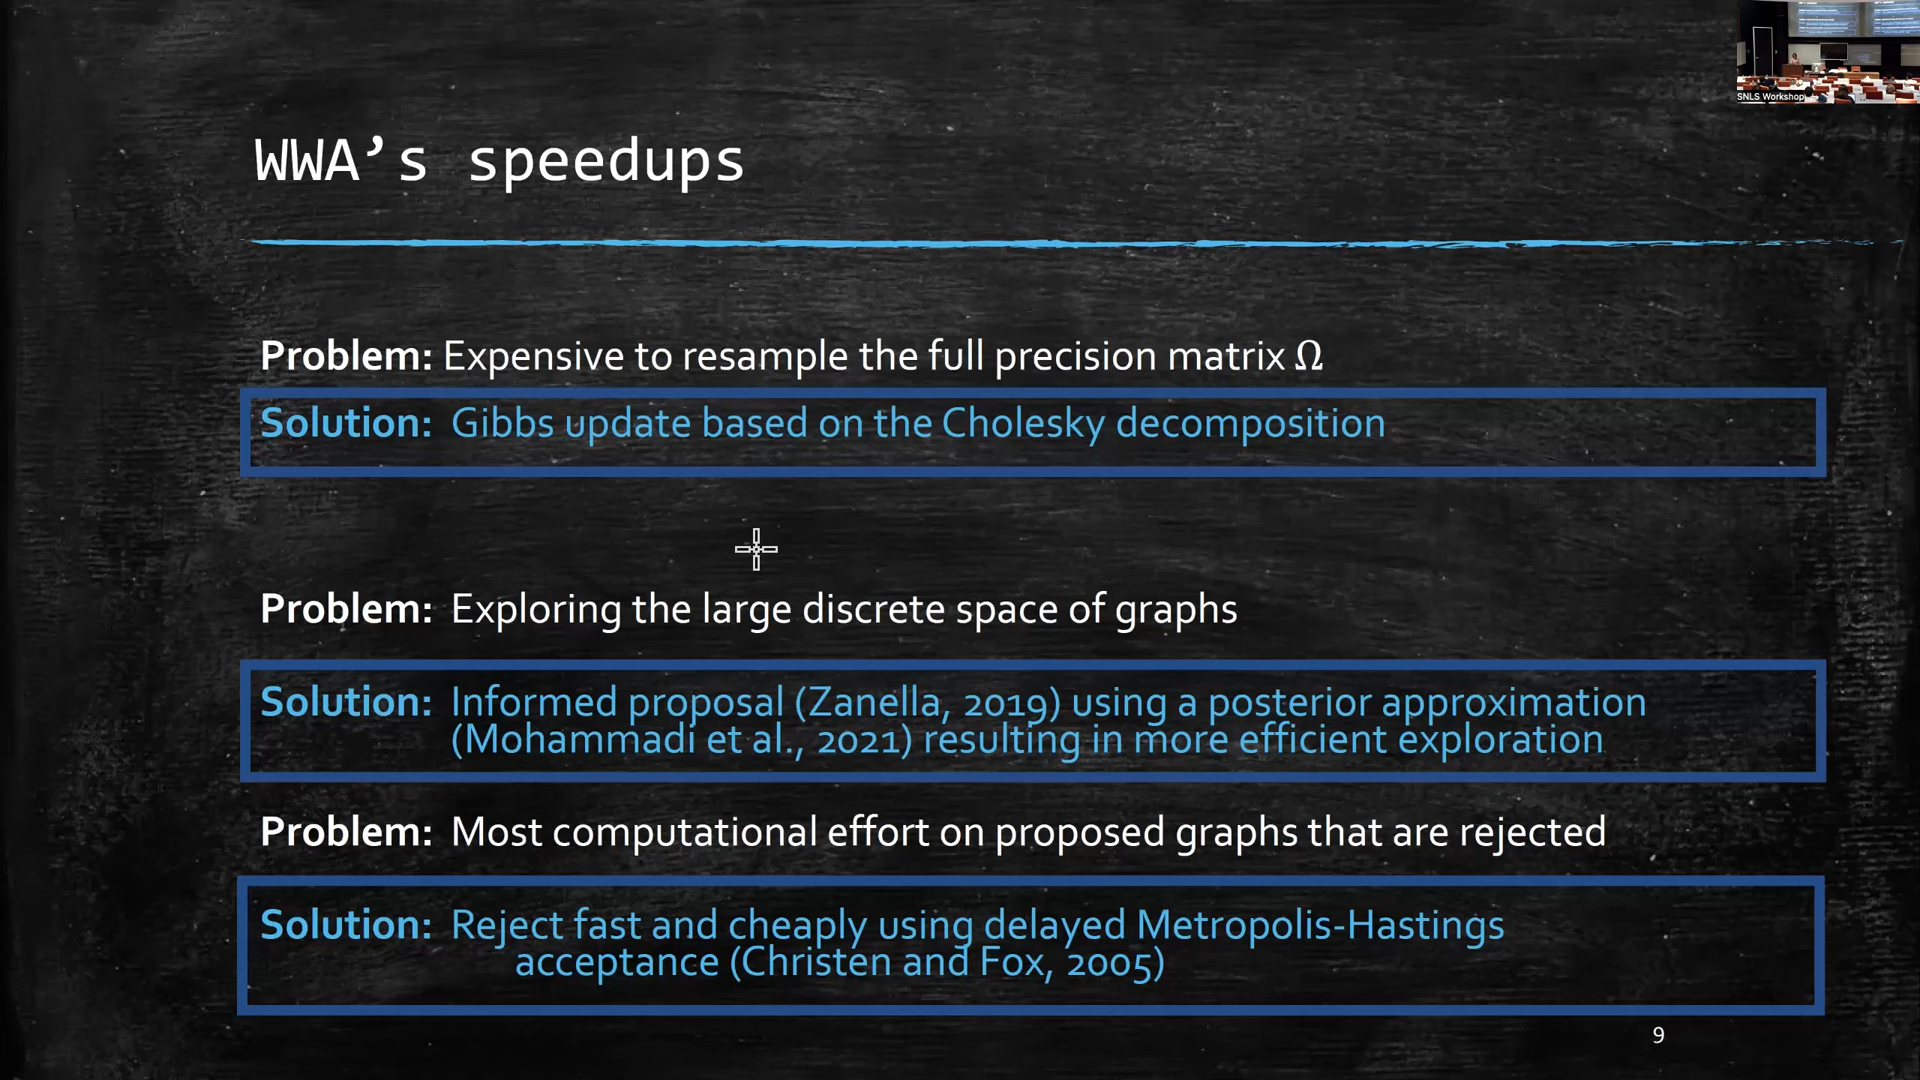 SNLS Workshop
WWA’s speedups
Problem: Expensive to resample the full precision matrix Ω
Solution: Gibbs update based on the Cholesky decomposition
Problem: Exploring the large discrete space of graphs
Solution: Informed proposal (Zanella, 2019) using a posterior approximation
(Mohammadi et al., 2021) resulting in more efficient exploration
Problem: Most computational effort on proposed graphs that are rejected
Solution: Reject fast and cheaply using delayed Metropolis-Hastings
acceptance (Christen and Fox, 2005)
9